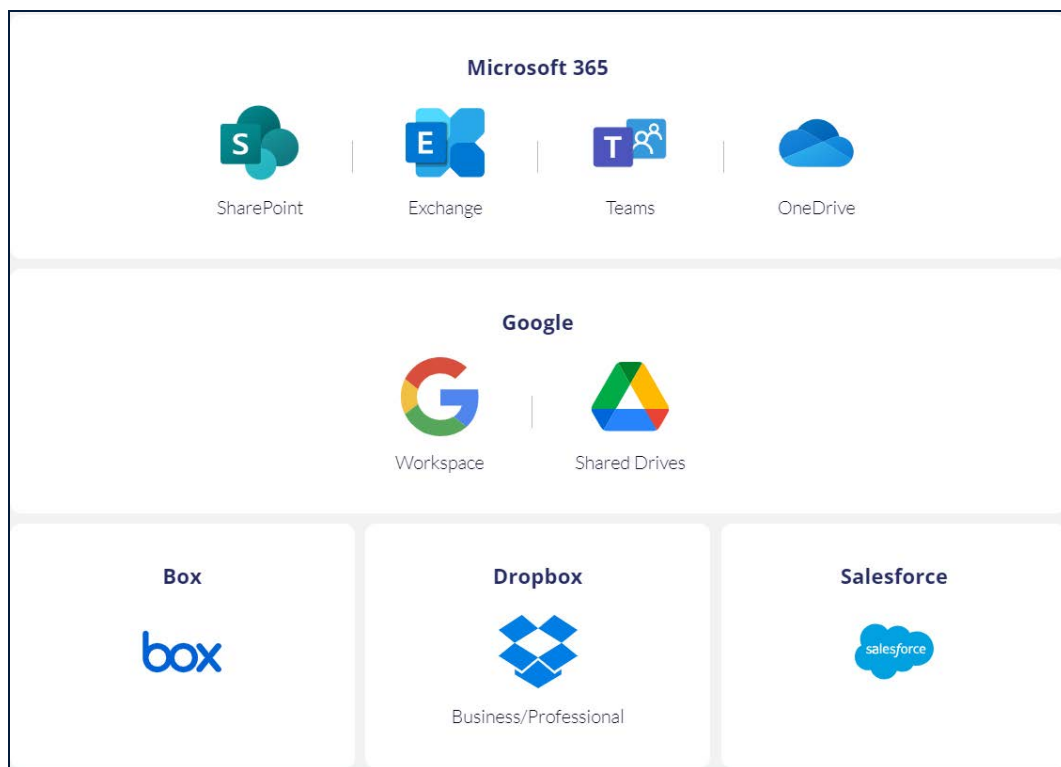 Microsoft 365
S E T
SharePoint Exchange Teams OneDrive
Google
Workspace Shared Drives
Box Dropbox Salesforce
box salesforce
Business/Professional